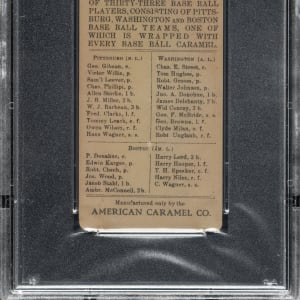 OF THIRTY-THREE BASE BALL
PLAYERS, CONSISTING OF PITTS-
BURG, WASHINGTON AND BOSTON
BASE BALL TEAMS, ONE OF
WHICH IS WRAPPED WITH
EVERY BASE BALL CARAMEL.
PITTSBURG (N. L.)
Geo. Gibson, c.
Victor Willis, p.
Sam'l Leever, p.
Chas. Phillipi, p.
Allen Storke, 1 b.
J. B. Miller, 2 b.
W. J. Barbeau, 3 b.
Fred. Clarke, l. f.
Tommy Leach, c. f.
Owen Wilson, r. f.
Hans Wagner, s. s.
WASHINGTON (A. L.)
Chas. E. Street, c.
Tom Hughes, p.
Robt. Groom, p.
Walter Johnson, p.
Jno. A. Donohue, 1. b.
James Delehanty, 2 b.
Wid Conroy, 3 b.
Geo. F. McBride, s. s.
Geo. Browne, l. f.
Clyde Milan, c. f.
Robt Unglaub, r. f.
BOSTON (A. L.)
P. Donahue, c.
Edwin Karger, p.
Robt. Chech, p.
Jos. Wood, p.
Jacob Stahl, 1 b.
Ambr. McConnell, 2 b.
Harry Lord, 3 b.
Harry Hooper, l. f.
T. H. Speaker, c. f.
Harry Niles, r. f.
C. Wagner, s. s.
Manufactured only by the
AMERICAN CARAMEL CO.